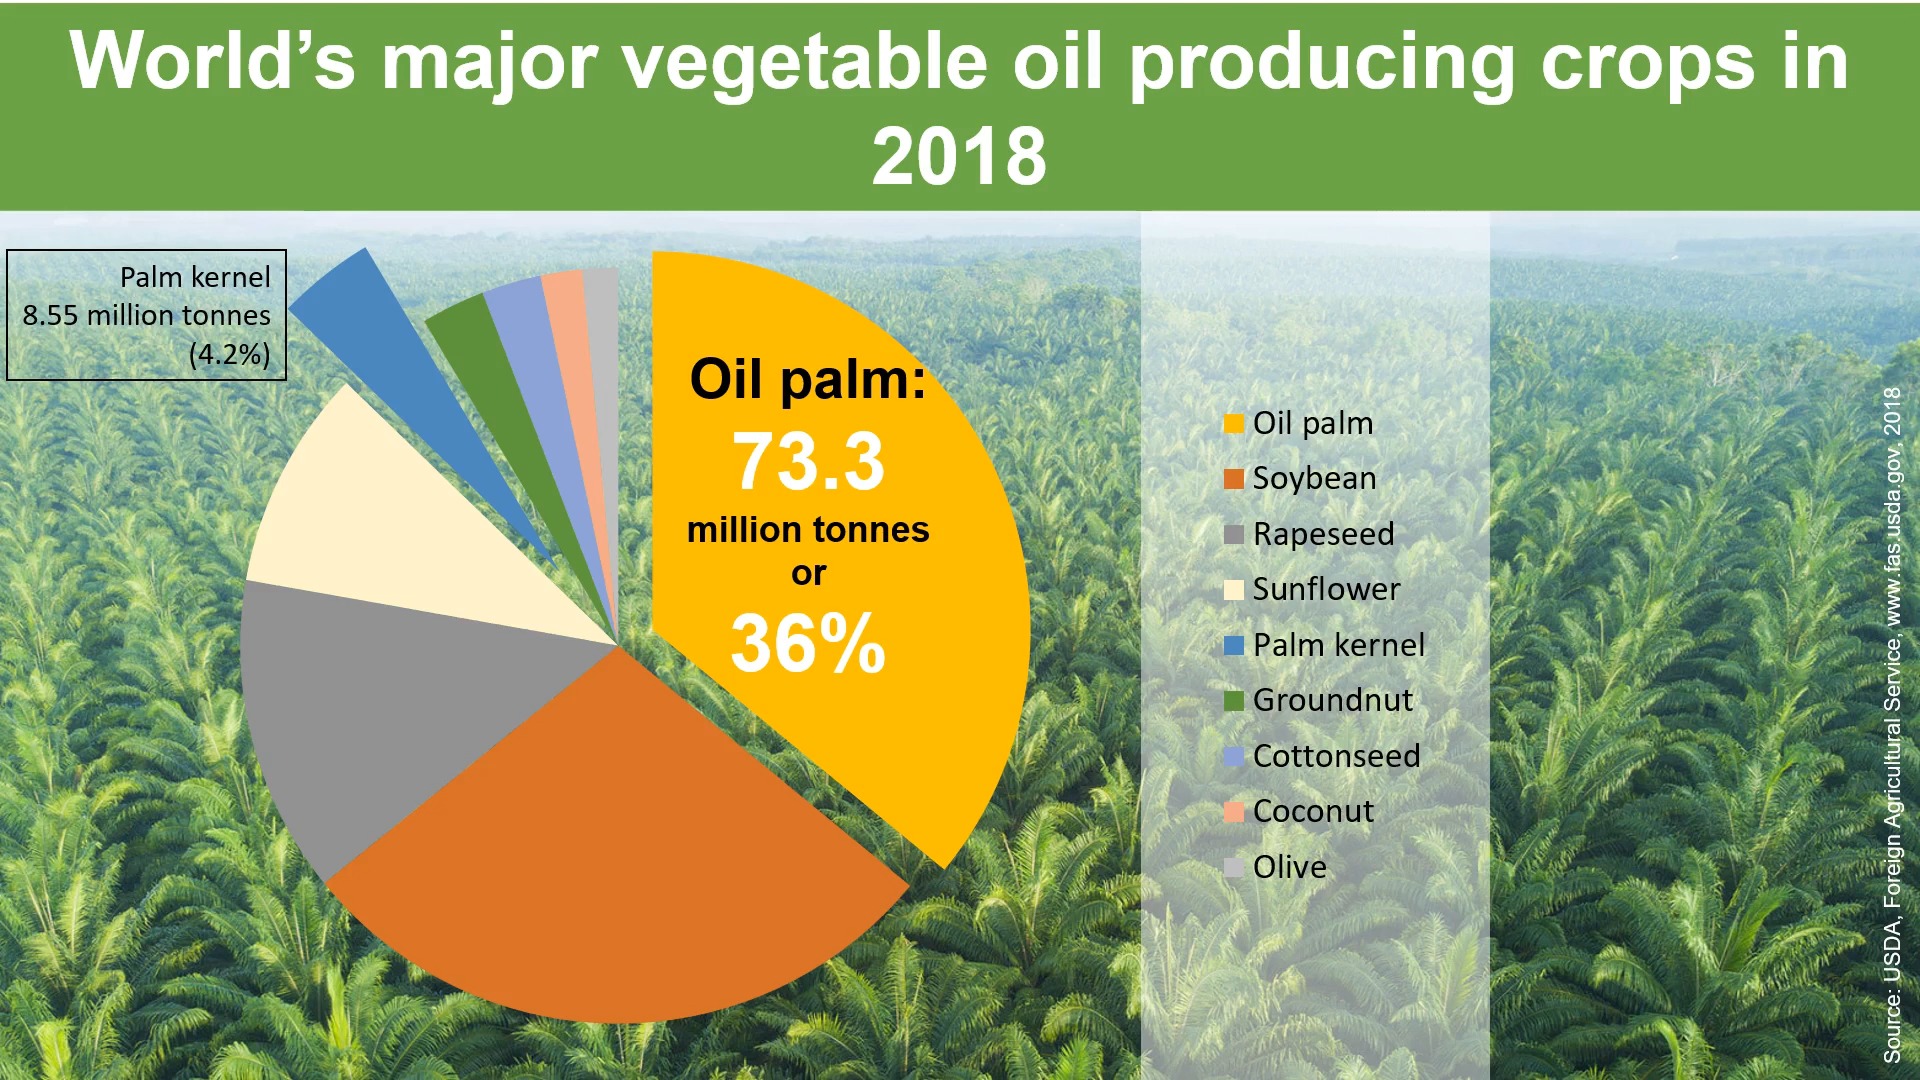 World’s major vegetable oil producing crops in
2018
Palm kernel
8.55 million tonnes
(4.2%)
Oil palm:
73.3
million tonnes
or
36%
Oil palm
Soybean
Rapeseed
Sunflower
Palm kernel
Groundnut
Cottonseed
Coconut
Olive
Source: USDA, Foreign Agricultural Service, www.fas.usda.gov, 2018